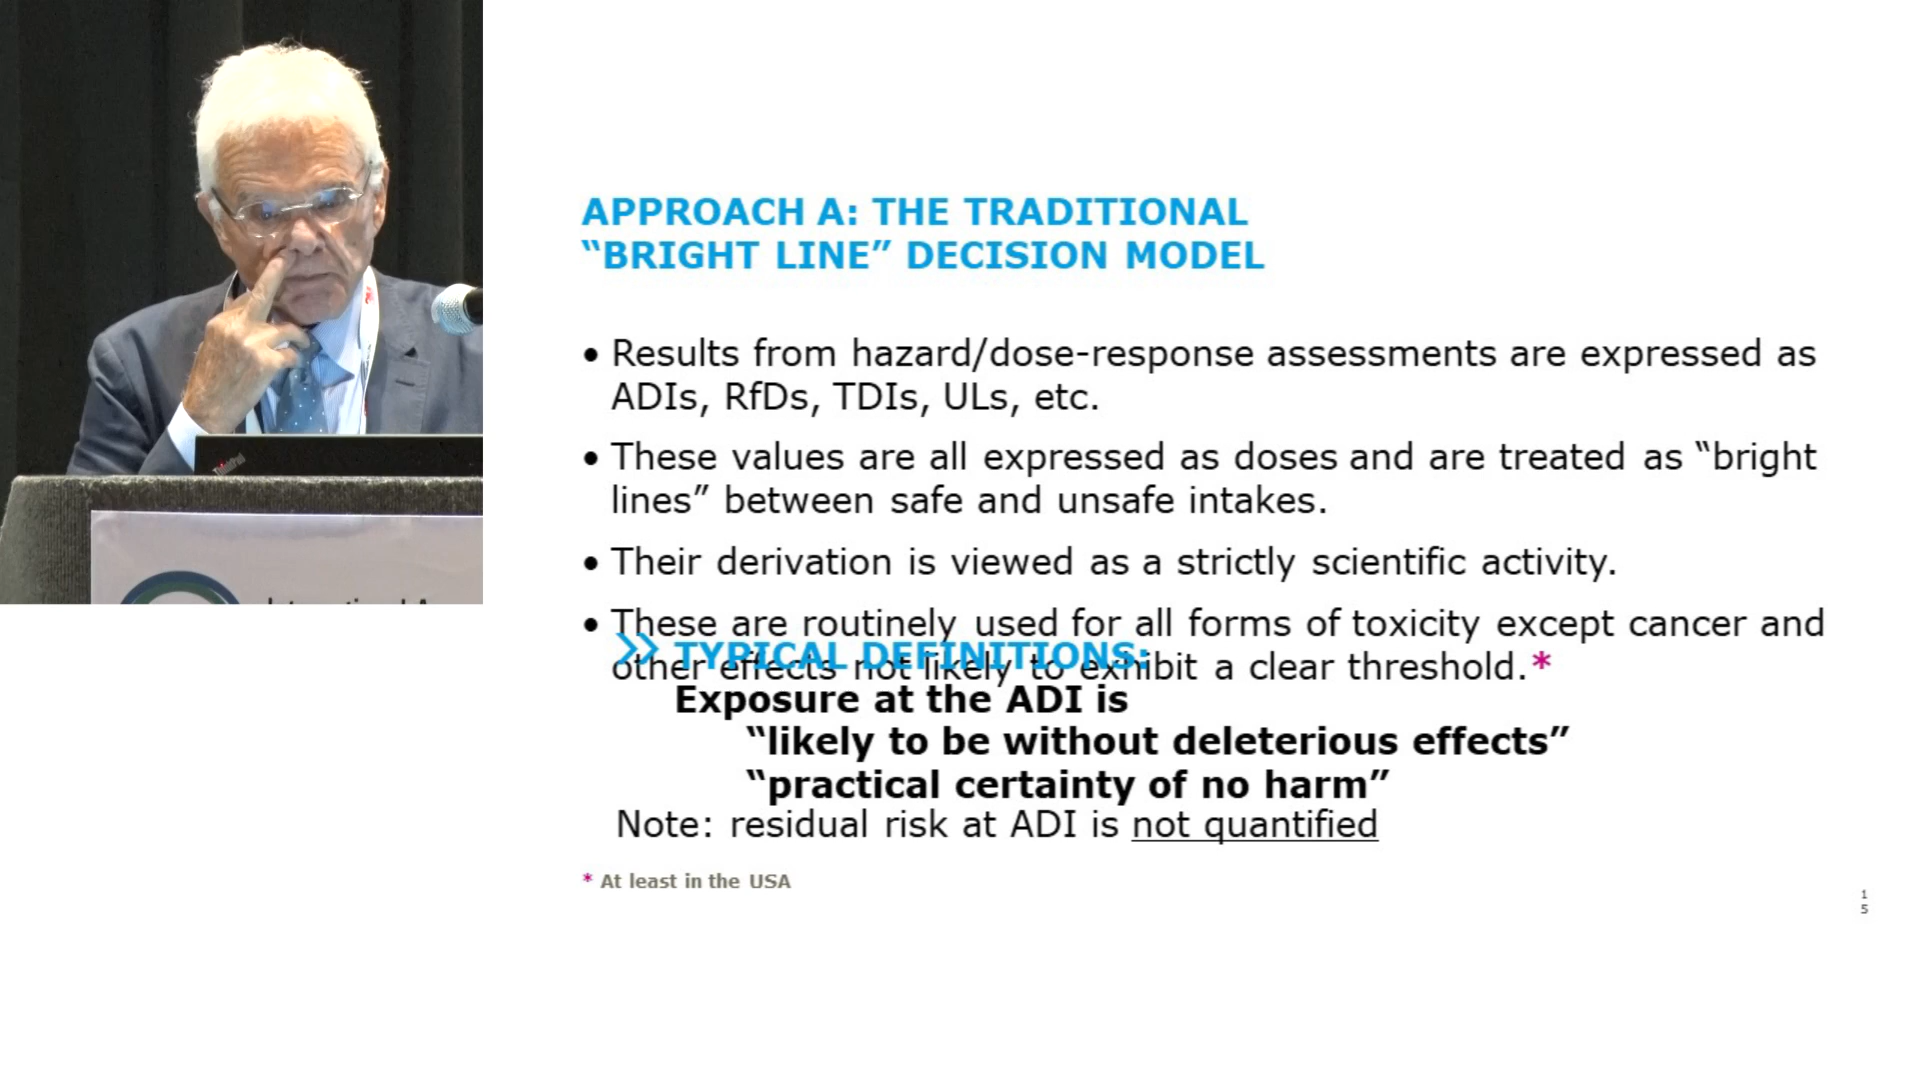 APPROACH A: THE TRADITIONAL
“BRIGHT LINE” DECISION MODEL
• Results from hazard/dose-response assessments are expressed as
ADIs, RfDs, TDIs, ULs, etc.
• These values are all expressed as doses and are treated as “bright
lines” between safe and unsafe intakes.
• Their derivation is viewed as a strictly scientific activity.
• These are routinely used for all forms of toxicity except cancer and
other effects not likely to exhibit a clear threshold.*
>> TYPICAL DEFINITIONS:
Exposure at the ADI is
“likely to be without deleterious effects”
“practical certainty of no harm”
Note: residual risk at ADI is not quantified
* At least in the USA
1
5
ThinkPad